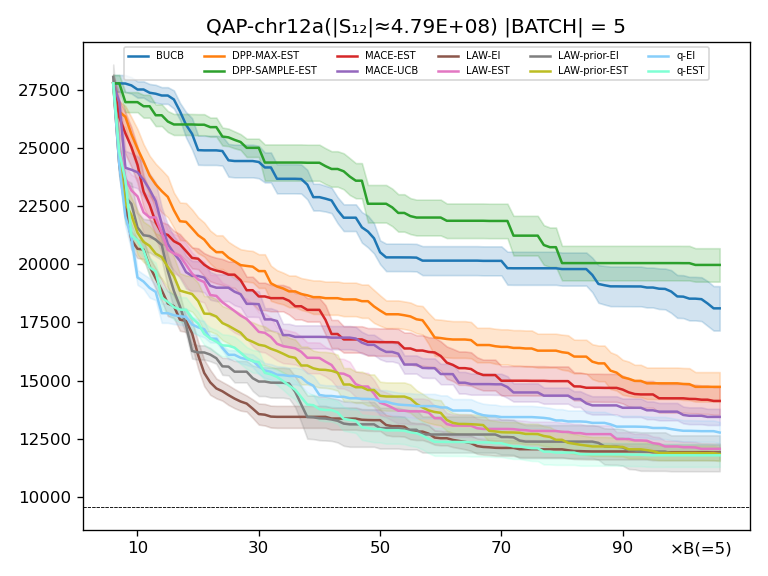 QAP-chr12a(|S₁₂|≈4.79E+08) |BATCH| = 5
BUCB DPP-MAX-EST MACE-EST LAW-EI LAW-prior-EI q-EI
DPP-SAMPLE-EST MACE-UCB LAW-EST LAW-prior-EST q-EST
27500
25000
22500
20000
17500
15000
12500
10000
10 30 50 70 90 ×B(=5)